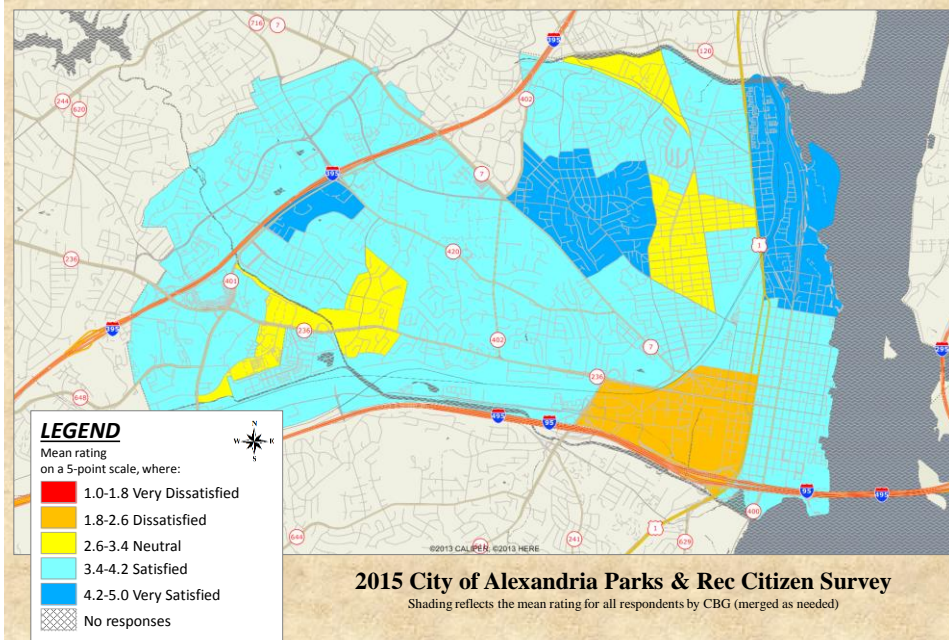 716
7
395
120
244
620
402
7
395
236
1
420
401
395
236
402
7
395
236
648
495
95
95
495
400
644
241
1
629
©2013 CALIPER, ©2013 HERE
LEGEND
N
W
E
S
Mean rating
on a 5-point scale, where:
1.0-1.8 Very Dissatisfied
1.8-2.6 Dissatisfied
2.6-3.4 Neutral
3.4-4.2 Satisfied
4.2-5.0 Very Satisfied
No responses
2015 City of Alexandria Parks & Rec Citizen Survey
Shading reflects the mean rating for all respondents by CBG (merged as needed)